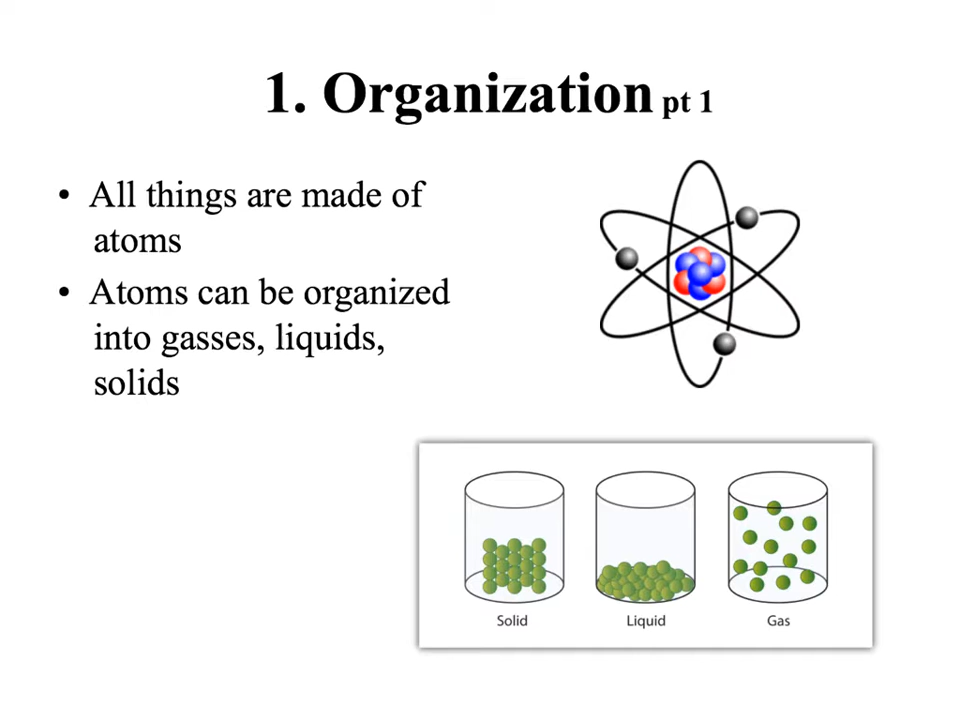 1. Organization pt 1
• All things are made of
atoms
• Atoms can be organized
into gasses, liquids,
solids
Solid Liquid Gas